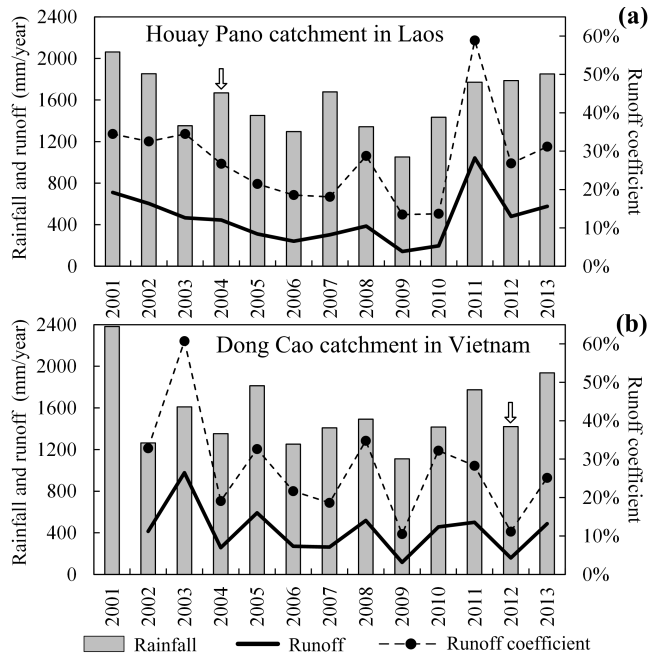 (a)
Houay Pano catchment in Laos
Rainfall and runoff (mm/year)
2400
2000
1600
1200
800
400
0
60%
50%
40%
30%
20%
10%
0%
Runoff coefficient
2001 2002 2003 2004 2005 2006 2007 2008 2009 2010 2011 2012 2013
(b)
Dong Cao catchment in Vietnam
Rainfall and runoff (mm/year)
2400
2000
1600
1200
800
400
0
60%
50%
40%
30%
20%
10%
0%
Runoff coefficient
2001 2002 2003 2004 2005 2006 2007 2008 2009 2010 2011 2012 2013
Rainfall Runoff Runoff coefficient